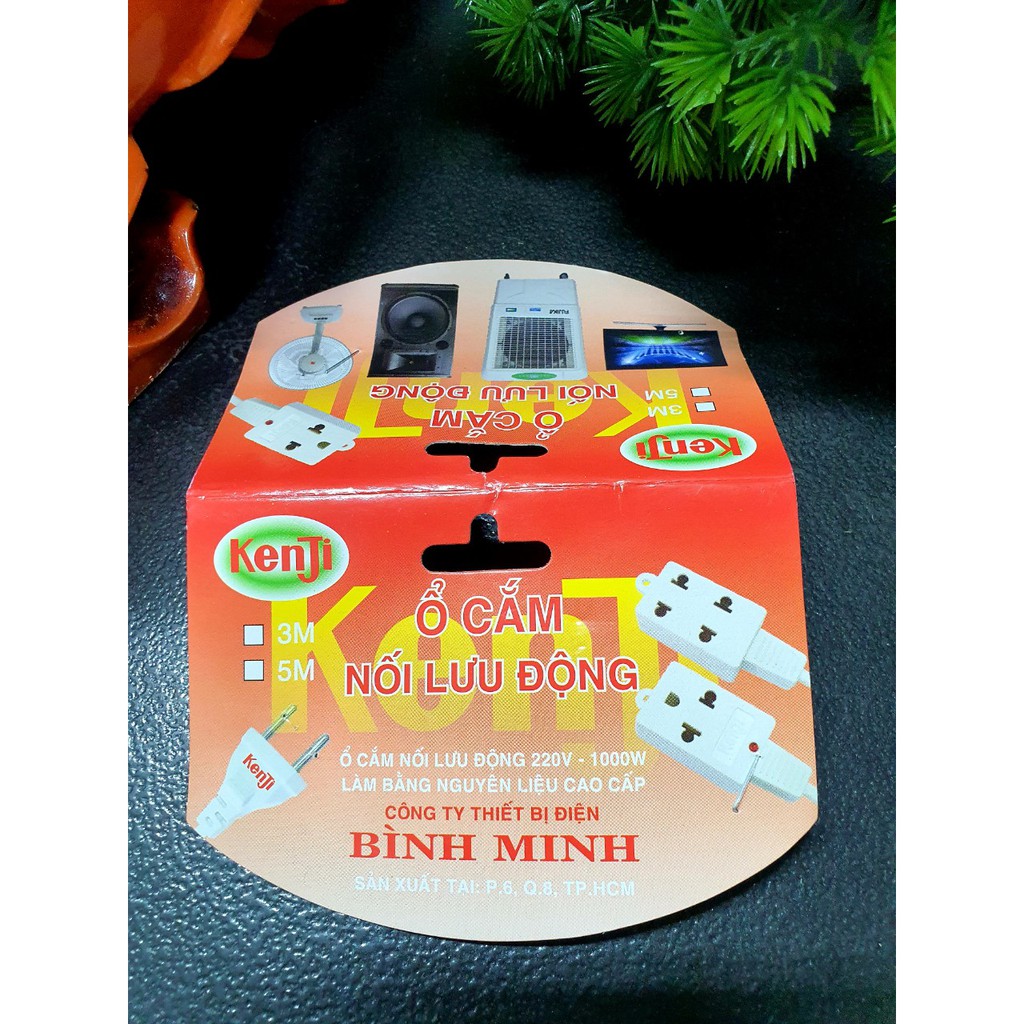 FUJIKA
NỐI LƯU ĐỘNG
Ổ CẮM
5M
3M
KenJi
KenJi
KenJi
Ổ CẮM
3M
5M
NỐI LƯU ĐỘNG
KenJi
Ổ CẮM NỐI LƯU ĐỘNG 220V - 1000W
LÀM BẰNG NGUYÊN LIỆU CAO CẤP
CÔNG TY THIẾT BỊ ĐIỆN
BÌNH MINH
SẢN XUẤT TẠI: P.6, Q.8, TP.HCM